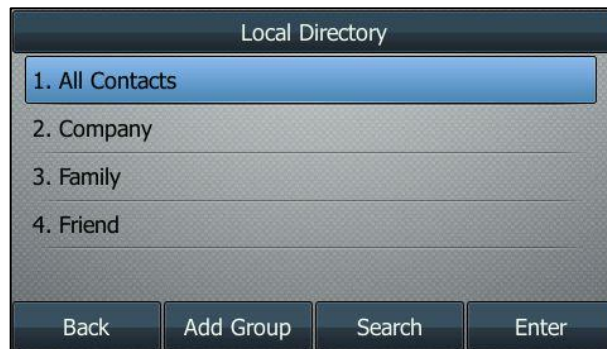 Local Directory
1. All Contacts
2. Company
3. Family
4. Friend
Back Add Group Search Enter